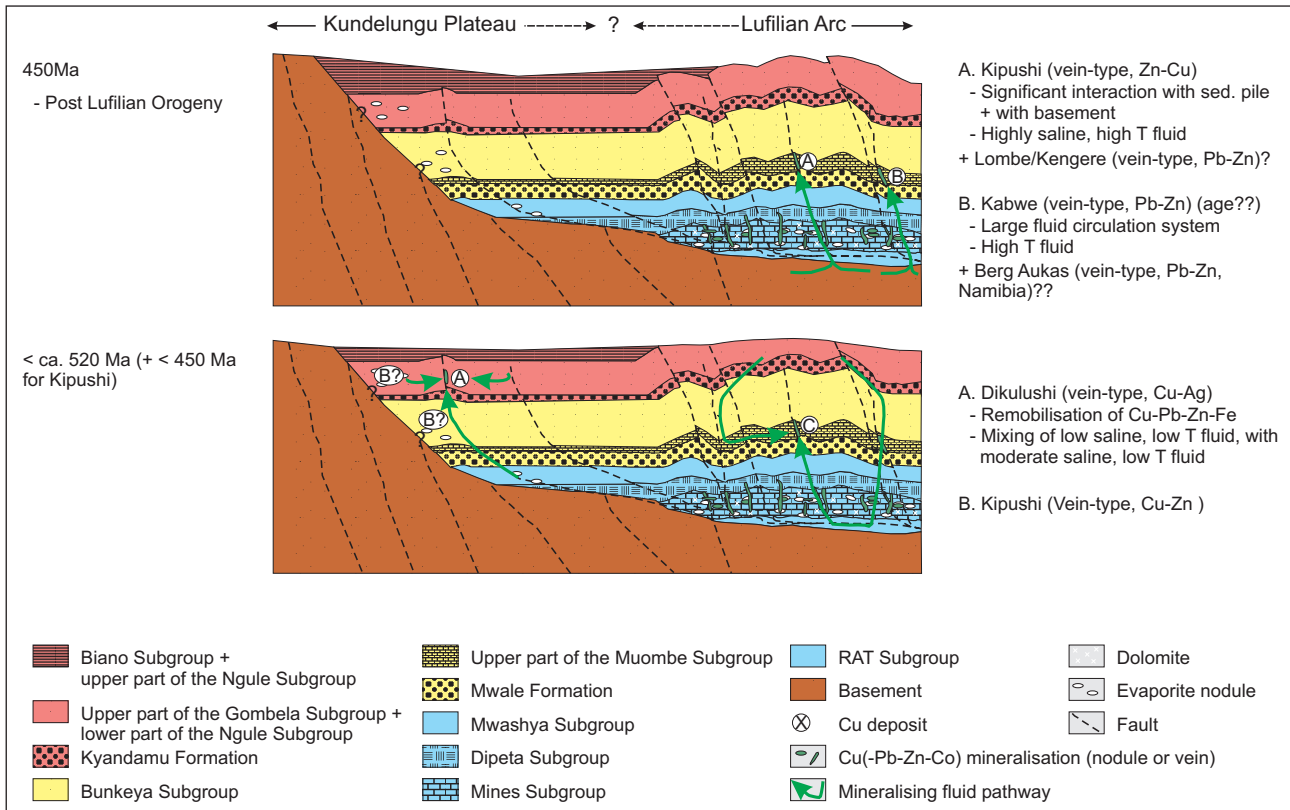 Kundelungu Plateau ? Lufilian Arc
450Ma
- Post Lufilian Orogeny
?
?
A
B
A. Kipushi (vein-type, Zn-Cu)
- Significant interaction with sed. pile
+ with basement
- Highly saline, high T fluid
+ Lombe/Kengere (vein-type, Pb-Zn)?
B. Kabwe (vein-type, Pb-Zn) (age??)
- Large fluid circulation system
- High T fluid
+ Berg Aukas (vein-type, Pb-Zn,
Namibia)??
< ca. 520 Ma (+ < 450 Ma
for Kipushi)
B?
A
?
B?
?
C
A. Dikulushi (vein-type, Cu-Ag)
- Remobilisation of Cu-Pb-Zn-Fe
- Mixing of low saline, low T fluid, with
moderate saline, low T fluid
B. Kipushi (Vein-type, Cu-Zn )
Biano Subgroup +
upper part of the Ngule Subgroup
Upper part of the Gombela Subgroup +
lower part of the Ngule Subgroup
Kyandamu Formation
Bunkeya Subgroup
Upper part of the Muombe Subgroup
Mwale Formation
Mwashya Subgroup
Dipeta Subgroup
Mines Subgroup
RAT Subgroup
Basement
X Cu deposit
Cu(-Pb-Zn-Co) mineralisation (nodule or vein)
Mineralising fluid pathway
Dolomite
Evaporite nodule
Fault